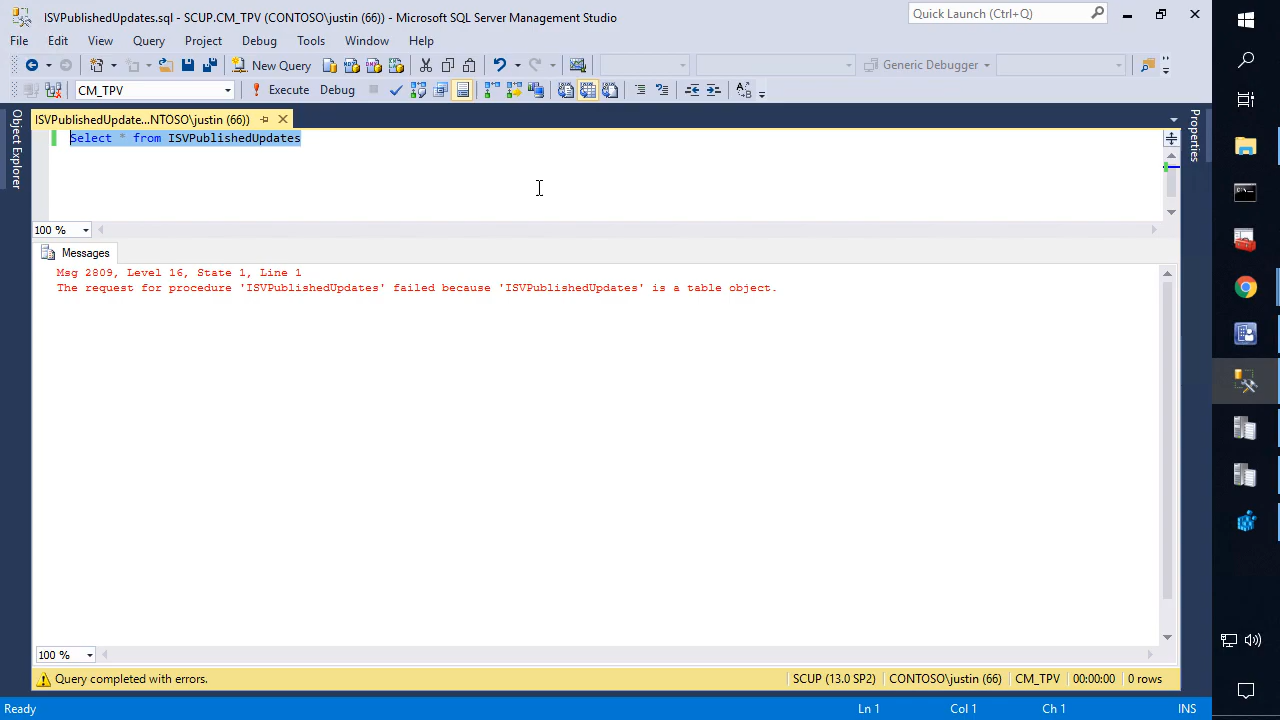 ISVPublishedUpdates.sql - SCUP.CM_TPV (CONTOSO\justin (66)) - Microsoft SQL Server Management Studio
Quick Launch (Ctrl+Q)
File Edit View Query Project Debug Tools Window Help
New Query
Generic Debugger
CM_TPV
Execute Debug
ISVPublishedUpdate...NTOSO\justin (66))
Object Explorer
Properties
Select * from ISVPublishedUpdates
100 %
Messages
Msg 2809, Level 16, State 1, Line 1
The request for procedure 'ISVPublishedUpdates' failed because 'ISVPublishedUpdates' is a table object.
100 %
Query completed with errors.
SCUP (13.0 SP2) CONTOSO\justin (66) CM_TPV 00:00:00 0 rows
Ready
Ln 1 Col 1 Ch 1 INS